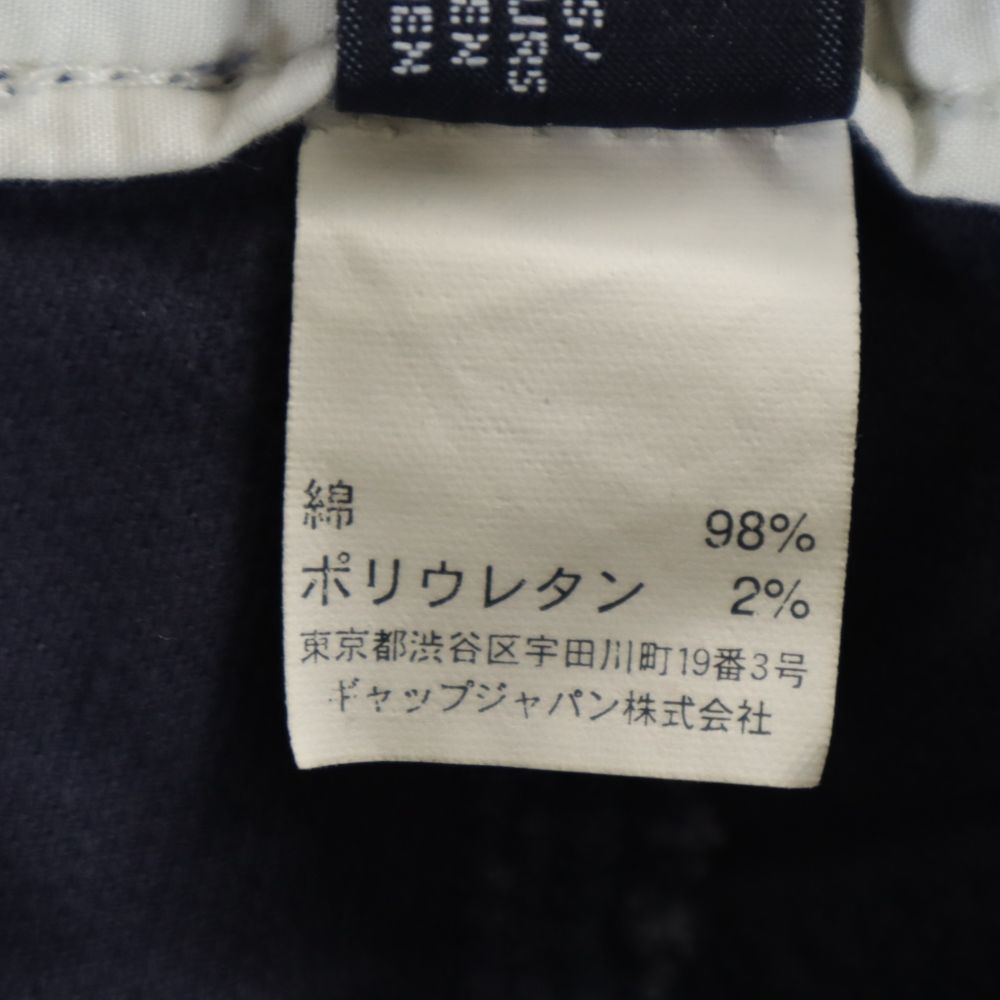 綿 98%
ポリウレタン 2%
東京都渋谷区宇田川町19番3号
ギャップジャパン株式会社